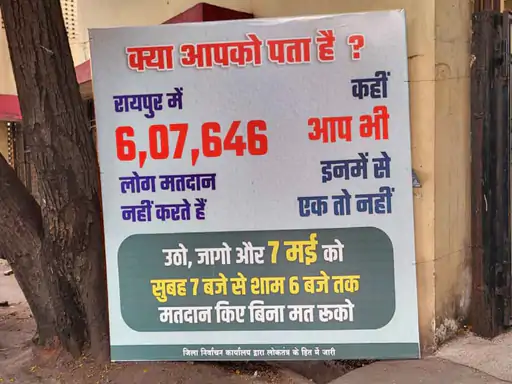 क्या आपको पता है ?
रायपुर में
6,07,646
लोग मतदान
नहीं करते हैं
कहीं
आप भी
इनमें से
एक तो नहीं
उठो, जागो और 7 मई को
सुबह 7 बजे से शाम 6 बजे तक
मतदान किए बिना मत रूको
जिला निर्वाचन कार्यालय द्वारा लोकतंत्र के हित में जारी